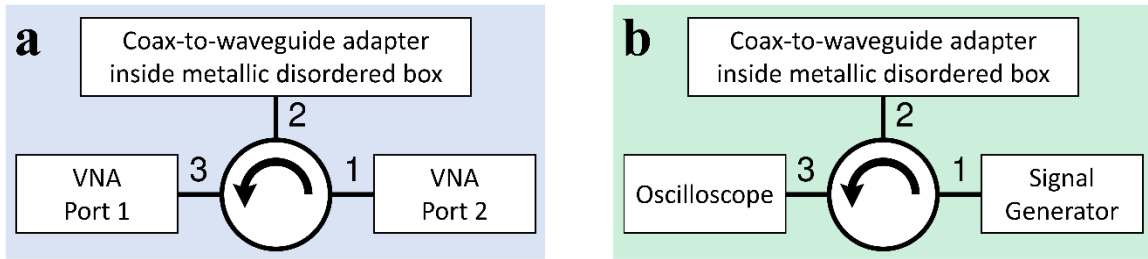 a
Coax-to-waveguide adapter
inside metallic disordered box
2
3
1
VNA
Port 1
VNA
Port 2
b
Coax-to-waveguide adapter
inside metallic disordered box
2
3
1
Oscilloscope
Signal
Generator